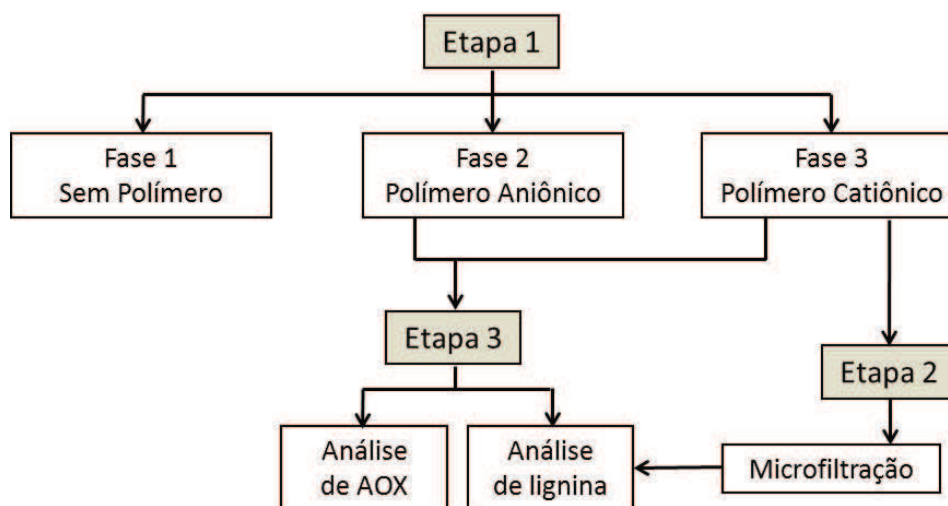 Etapa 1
Fase 1
Sem Polímero
Fase 2
Polímero Aniônico
Fase 3
Polímero Catiônico
Etapa 3
Etapa 2
Análise
de AOX
Análise
de lignina
Microfiltração